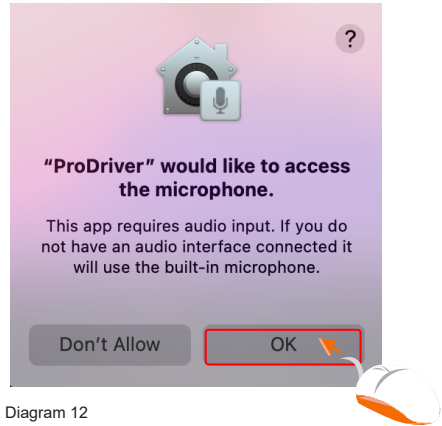 ?
“ProDriver” would like to access
the microphone.
This app requires audio input. If you do
not have an audio interface connected it
will use the built-in microphone.
Don’t Allow
OK
Diagram 12